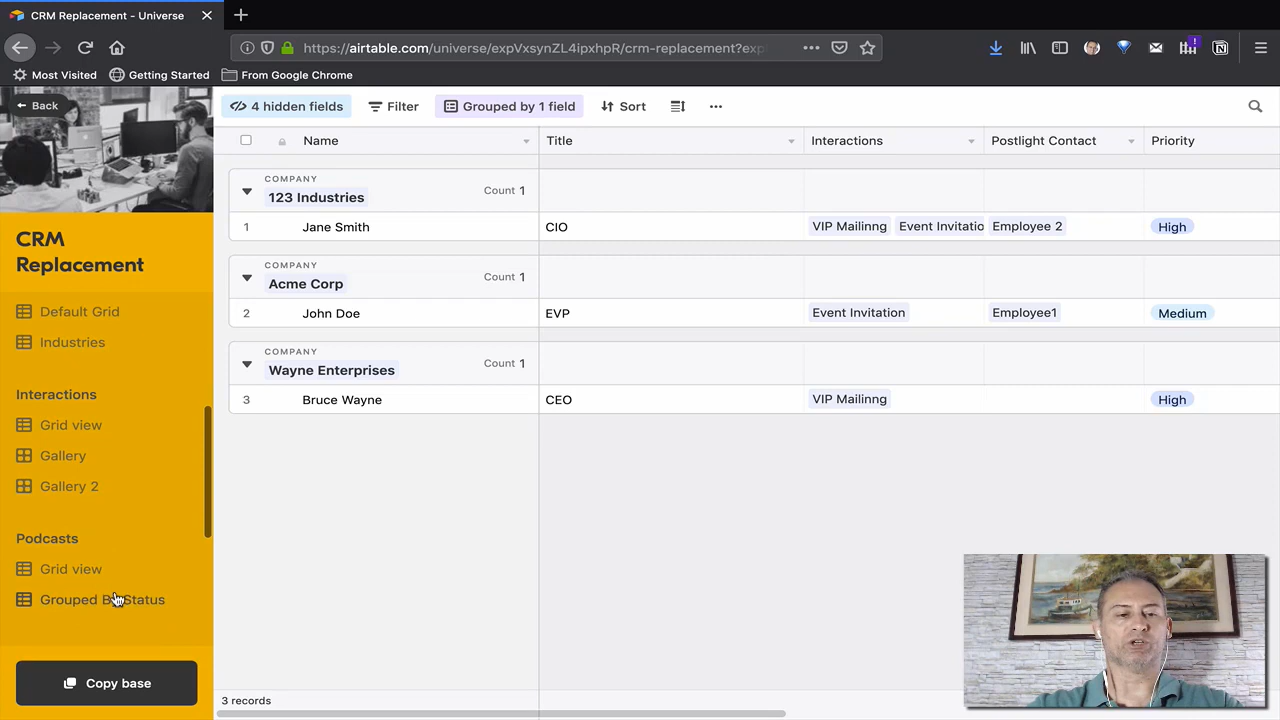 CRM Replacement - Universe
https://airtable.com/universe/expVxsynZL4ipxhpR/crm-replacement?exp
Most Visited
Getting Started
From Google Chrome
Back
4 hidden fields
Filter
Grouped by 1 field
Sort
Name
Title
Interactions
Postlight Contact
Priority
CRM
Replacement
Default Grid
Industries
Interactions
Grid view
Gallery
Gallery 2
Podcasts
Grid view
Grouped By Status
Copy base
COMPANY
123 Industries
Count 1
1
Jane Smith
CIO
VIP Mailinng
Event Invitatio
Employee 2
High
COMPANY
Acme Corp
Count 1
2
John Doe
EVP
Event Invitation
Employee1
Medium
COMPANY
Wayne Enterprises
Count 1
3
Bruce Wayne
CEO
VIP Mailinng
High
3 records